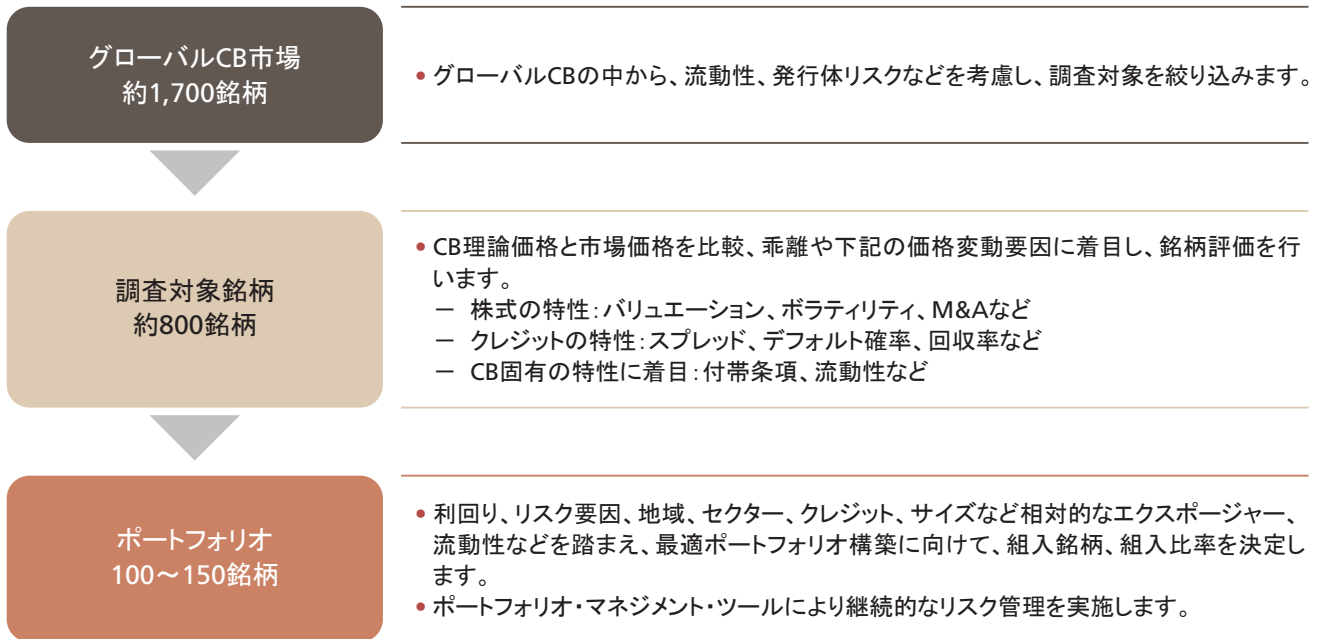 グローバルCB市場
約1,700銘柄
• グローバルCBの中から、流動性、発行体リスクなどを考慮し、調査対象を絞り込みます。
調査対象銘柄
約800銘柄
• CB理論価格と市場価格を比較、乖離や下記の価格変動要因に着目し、銘柄評価を行
います。
－ 株式の特性：バリュエーション、ボラティリティ、M&Aなど
－ クレジットの特性：スプレッド、デフォルト確率、回収率など
－ CB固有の特性に着目：付帯条項、流動性など
ポートフォリオ
100～150銘柄
• 利回り、リスク要因、地域、セクター、クレジット、サイズなど相対的なエクスポージャー、
流動性などを踏まえ、最適ポートフォリオ構築に向けて、組入銘柄、組入比率を決定し
ます。
• ポートフォリオ・マネジメント・ツールにより継続的なリスク管理を実施します。